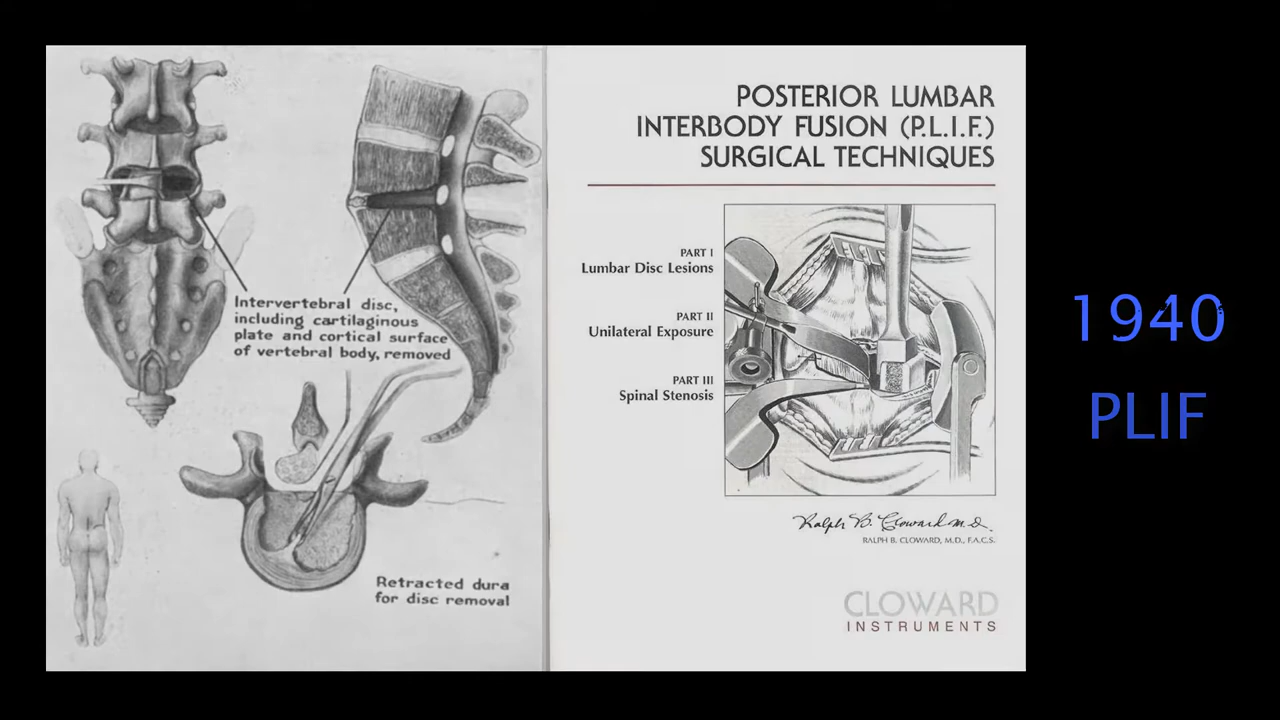 Intervertebral disc,
including cartilaginous
plate and cortical surface
of vertebral body, removed
Retracted dura
for disc removal
POSTERIOR LUMBAR
INTERBODY FUSION (P.L.I.F.)
SURGICAL TECHNIQUES
PART I
Lumbar Disc Lesions
PART II
Unilateral Exposure
PART III
Spinal Stenosis
Ralph B. Cloward M.D.
RALPH B. CLOWARD, M.D., F.A.C.S.
CLOWARD
INSTRUMENTS
1940
PLIF